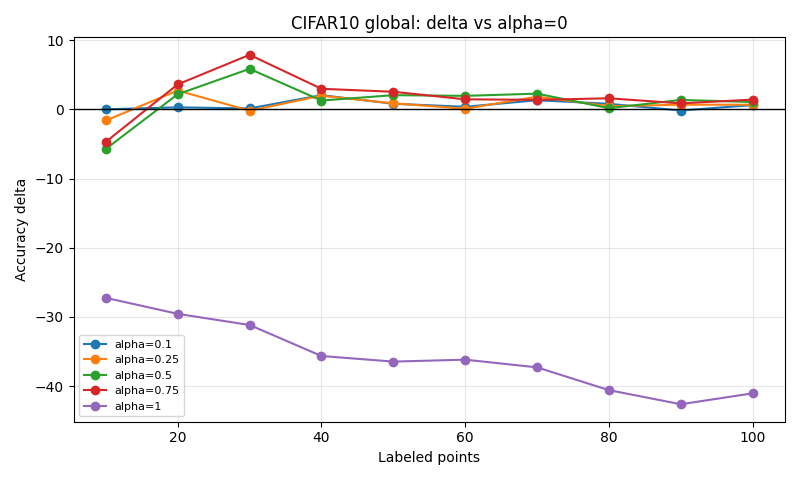 CIFAR10 global: delta vs alpha=0
Accuracy delta
10
0
−10
−20
−30
−40
alpha=0.1
alpha=0.25
alpha=0.5
alpha=0.75
alpha=1
20
40
60
80
100
Labeled points